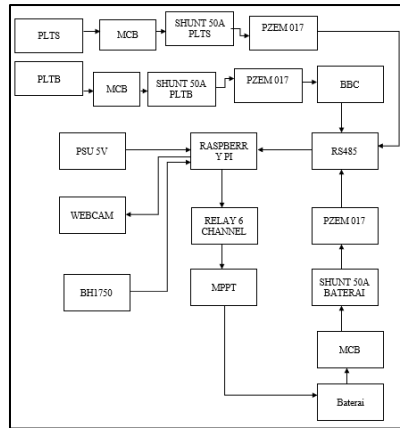 PLTS
MCB
SHUNT 50A
PLTS
PZEM 017
PLTB
MCB
SHUNT 50A
PLTB
PZEM 017
BBC
PSU 5V
RASPBERR
Y PI
RS485
WEBCAM
RELAY 6
CHANNEL
PZEM 017
BH1750
MPPT
SHUNT 50A
BATERAI
MCB
Baterai